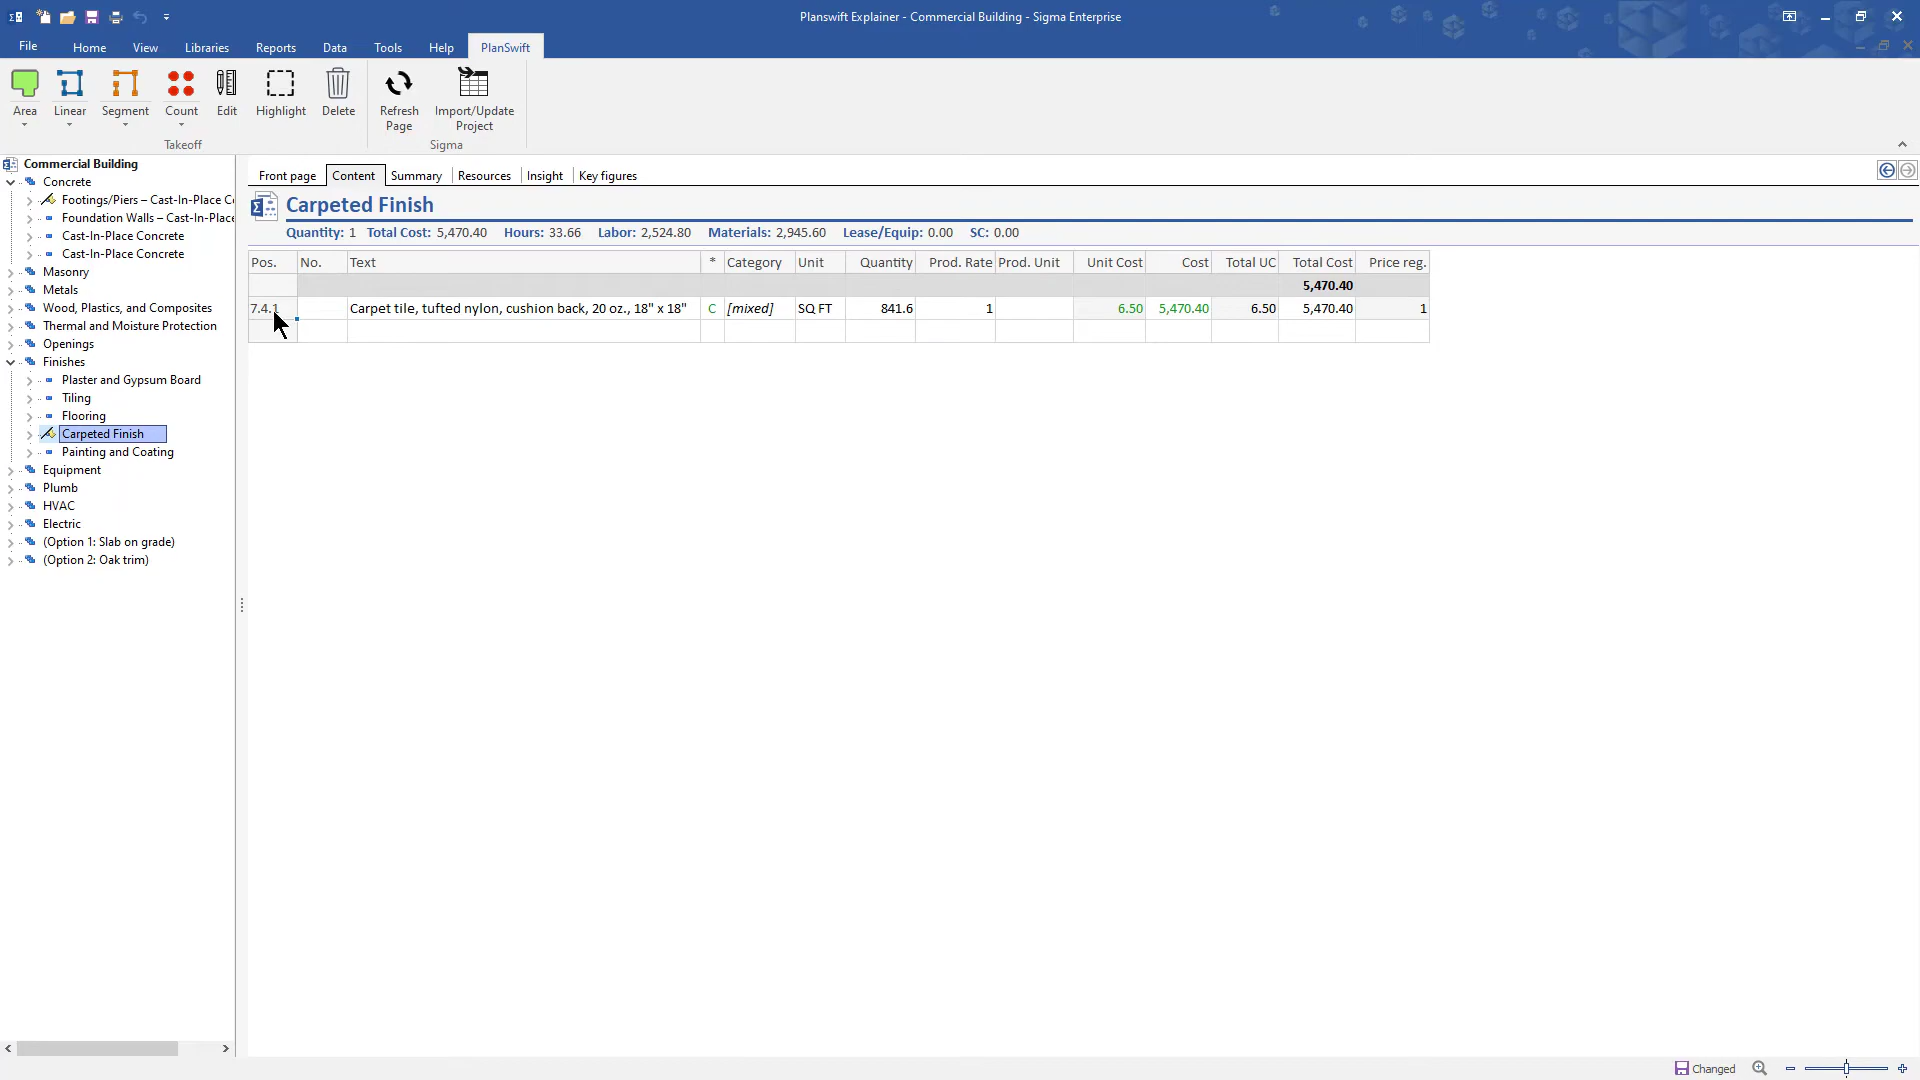 Planswift Explainer - Commercial Building - Sigma Enterprise
File Home View Libraries Reports Data Tools Help PlanSwift
Area Linear Segment Count Edit Highlight Delete Refresh Page Import/Update Project
Takeoff Sigma
Commercial Building
Concrete
Footings/Piers – Cast-In-Place Co
Foundation Walls – Cast-In-Place
Cast-In-Place Concrete
Cast-In-Place Concrete
Masonry
Metals
Wood, Plastics, and Composites
Thermal and Moisture Protection
Openings
Finishes
Plaster and Gypsum Board
Tiling
Flooring
Carpeted Finish
Painting and Coating
Equipment
Plumb
HVAC
Electric
(Option 1: Slab on grade)
(Option 2: Oak trim)
Front page Content Summary Resources Insight Key figures
Carpeted Finish
Quantity: 1 Total Cost: 5,470.40 Hours: 33.66 Labor: 2,524.80 Materials: 2,945.60 Lease/Equip: 0.00 SC: 0.00
Pos. No. Text * Category Unit Quantity Prod. Rate Prod. Unit Unit Cost Cost Total UC Total Cost Price reg.
5,470.40
7.4.1 Carpet tile, tufted nylon, cushion back, 20 oz., 18" x 18" C [mixed] SQ FT 841.6 1 6.50 5,470.40 6.50 5,470.40 1
Changed